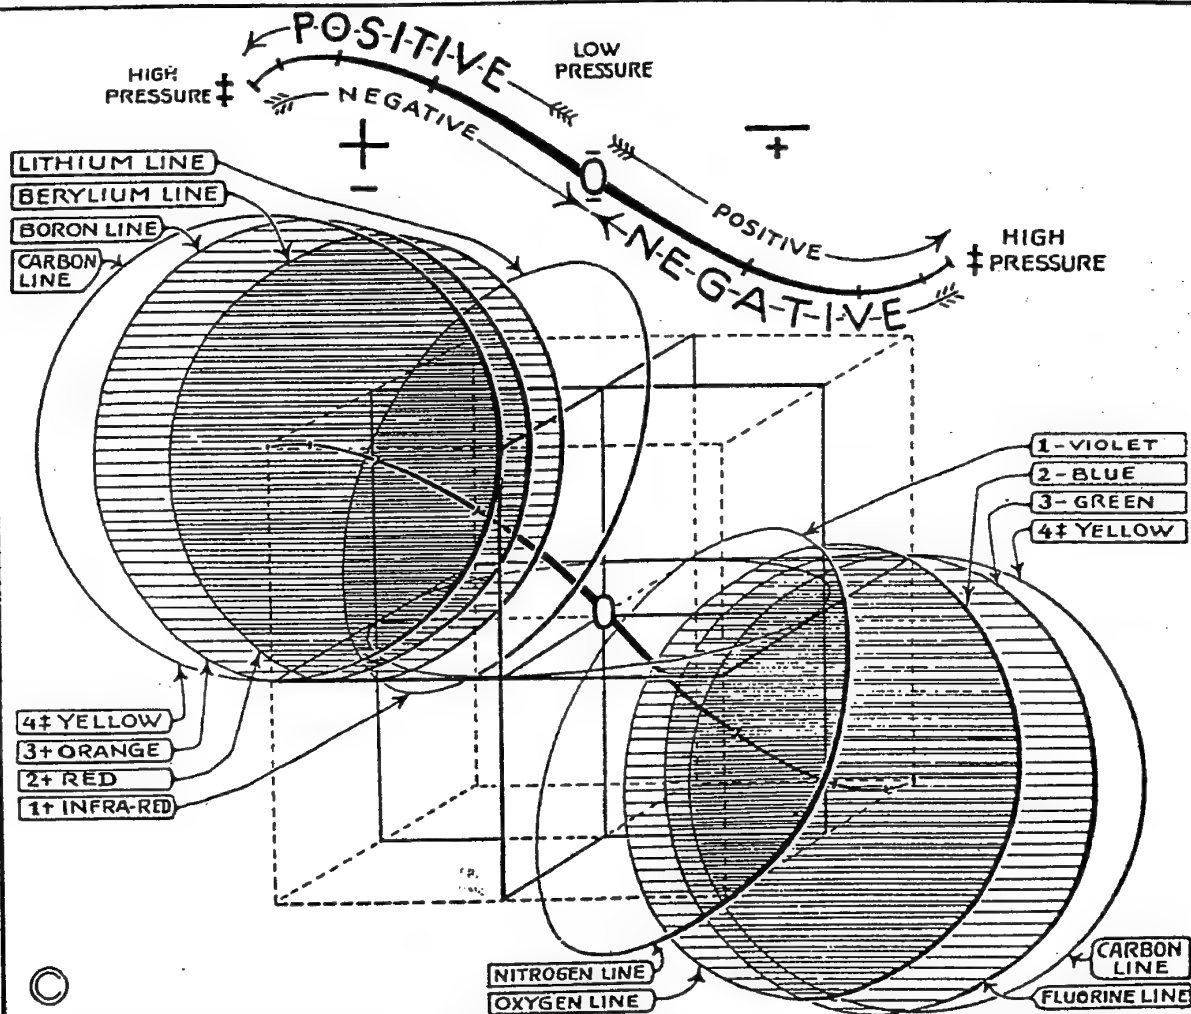 P-O-S-I-T-I-V-E
LOW
PRESSURE
HIGH
PRESSURE ‡
NEGATIVE
+
−
−
+
0
POSITIVE
N-E-G-A-T-I-V-E
HIGH
‡ PRESSURE
LITHIUM LINE
BERYLIUM LINE
BORON LINE
CARBON
LINE
1-VIOLET
2-BLUE
3-GREEN
4‡ YELLOW
0
4‡ YELLOW
3+ORANGE
2+ RED
1+ INFRA-RED
NITROGEN LINE
OXYGEN LINE
CARBON
LINE
FLUORINE LINE
©